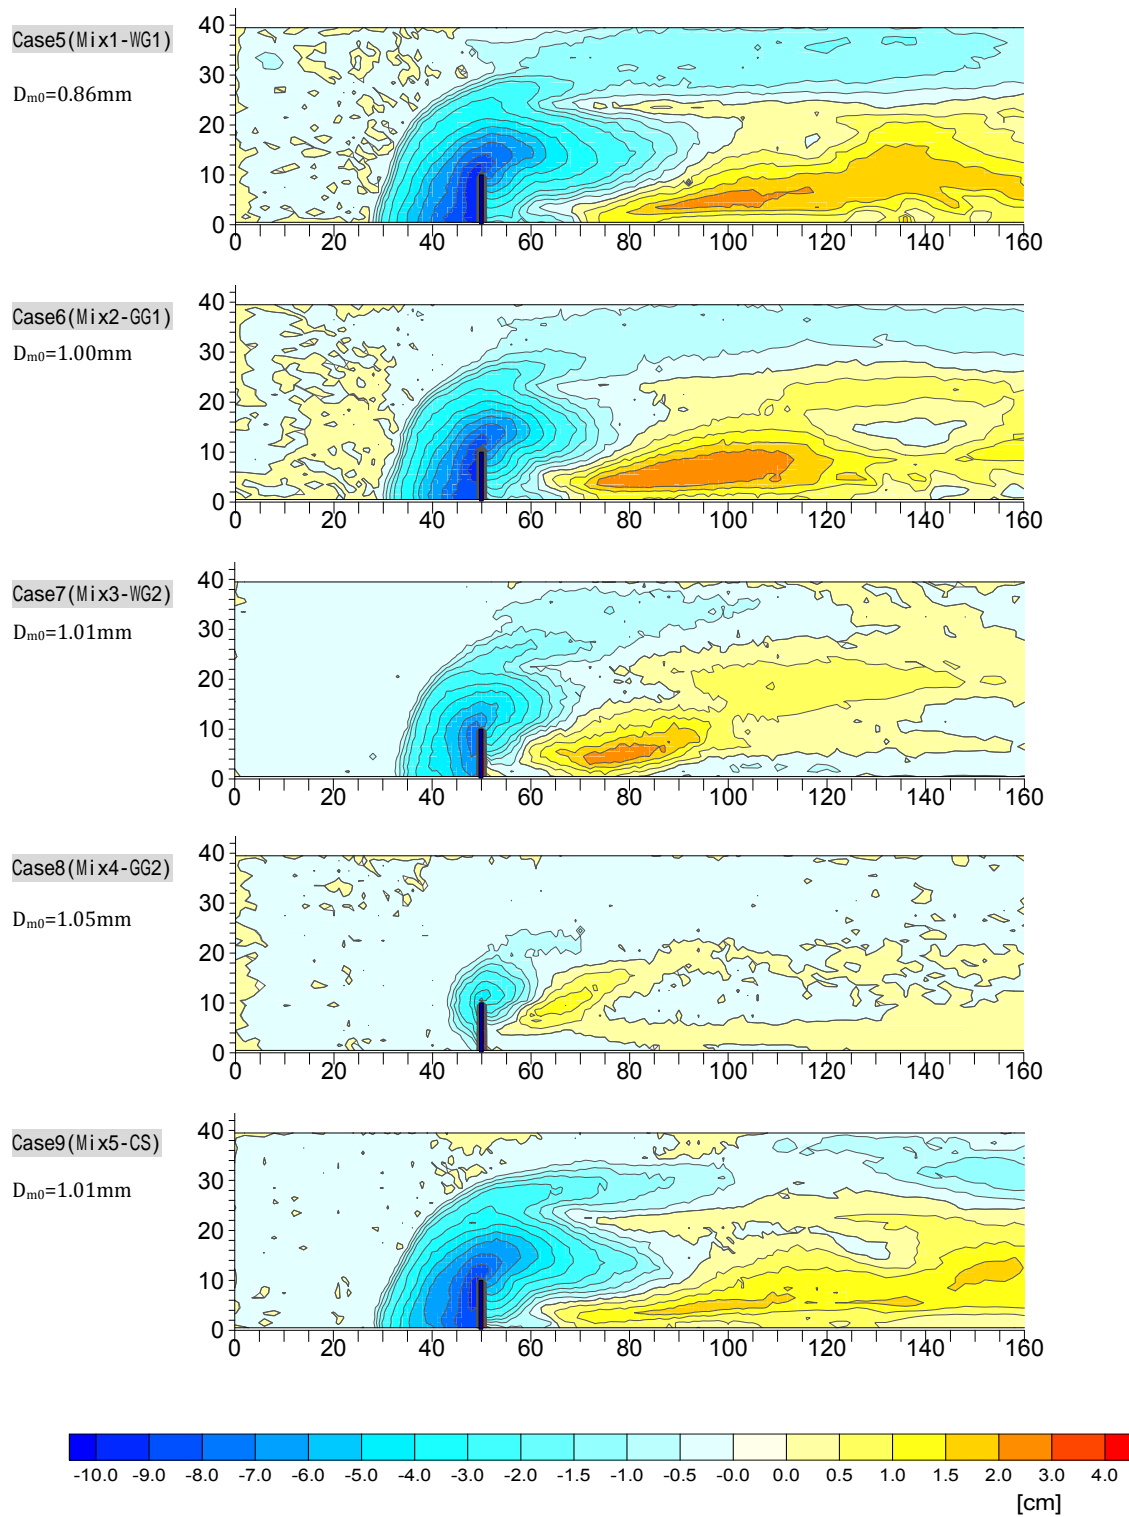 Case5(Mix1-WG1)
Dm0=0.86mm
40
30
20
10
0
0 20 40 60 80 100 120 140 160
Case6(Mix2-GG1)
Dm0=1.00mm
40
30
20
10
0
0 20 40 60 80 100 120 140 160
Case7(Mix3-WG2)
Dm0=1.01mm
40
30
20
10
0
0 20 40 60 80 100 120 140 160
Case8(Mix4-GG2)
Dm0=1.05mm
40
30
20
10
0
0 20 40 60 80 100 120 140 160
Case9(Mix5-CS)
Dm0=1.01mm
40
30
20
10
0
0 20 40 60 80 100 120 140 160
-10.0 -9.0 -8.0 -7.0 -6.0 -5.0 -4.0 -3.0 -2.0 -1.5 -1.0 -0.5 -0.0 0.0 0.5 1.0 1.5 2.0 3.0 4.0
[cm]